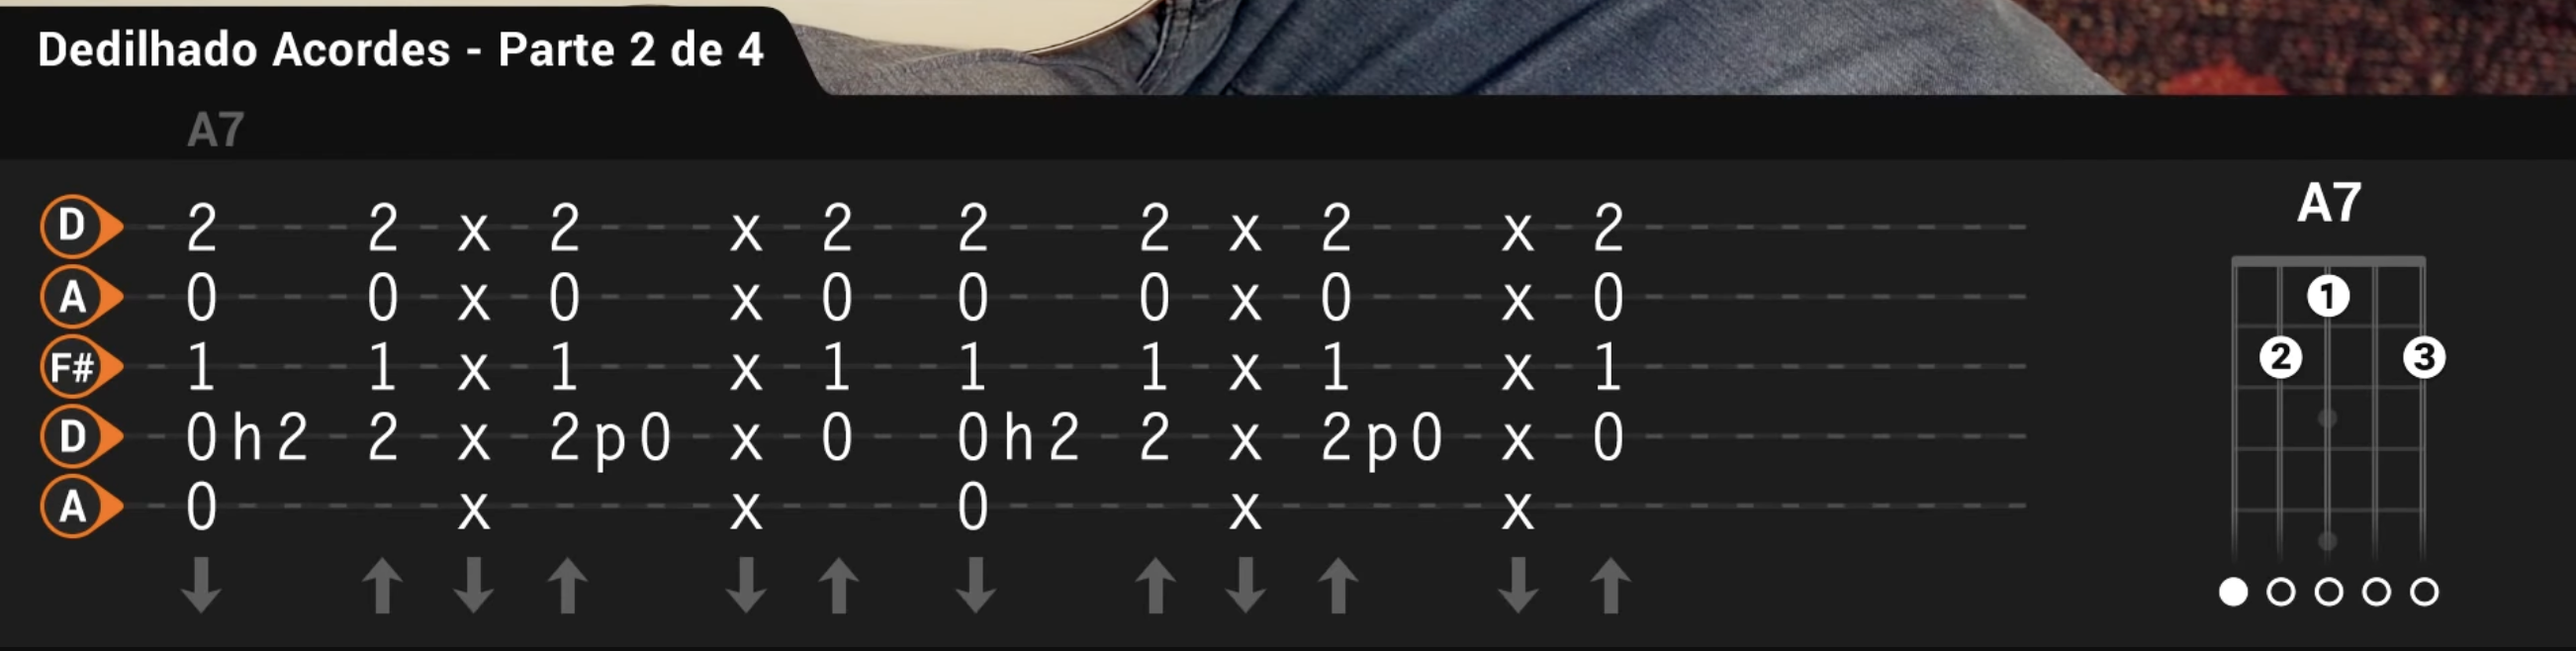 Dedilhado Acordes - Parte 2 de 4
A7
D 2 2 x 2 x 2 2 2 x 2 x 2
A 0 0 x 0 x 0 0 0 x 0 x 0
F# 1 1 x 1 x 1 1 1 x 1 x 1
D 0h2 2 x 2p0 x 0 0h2 2 x 2p0 x 0
A 0 x x 0 x x
A7
1
2 3